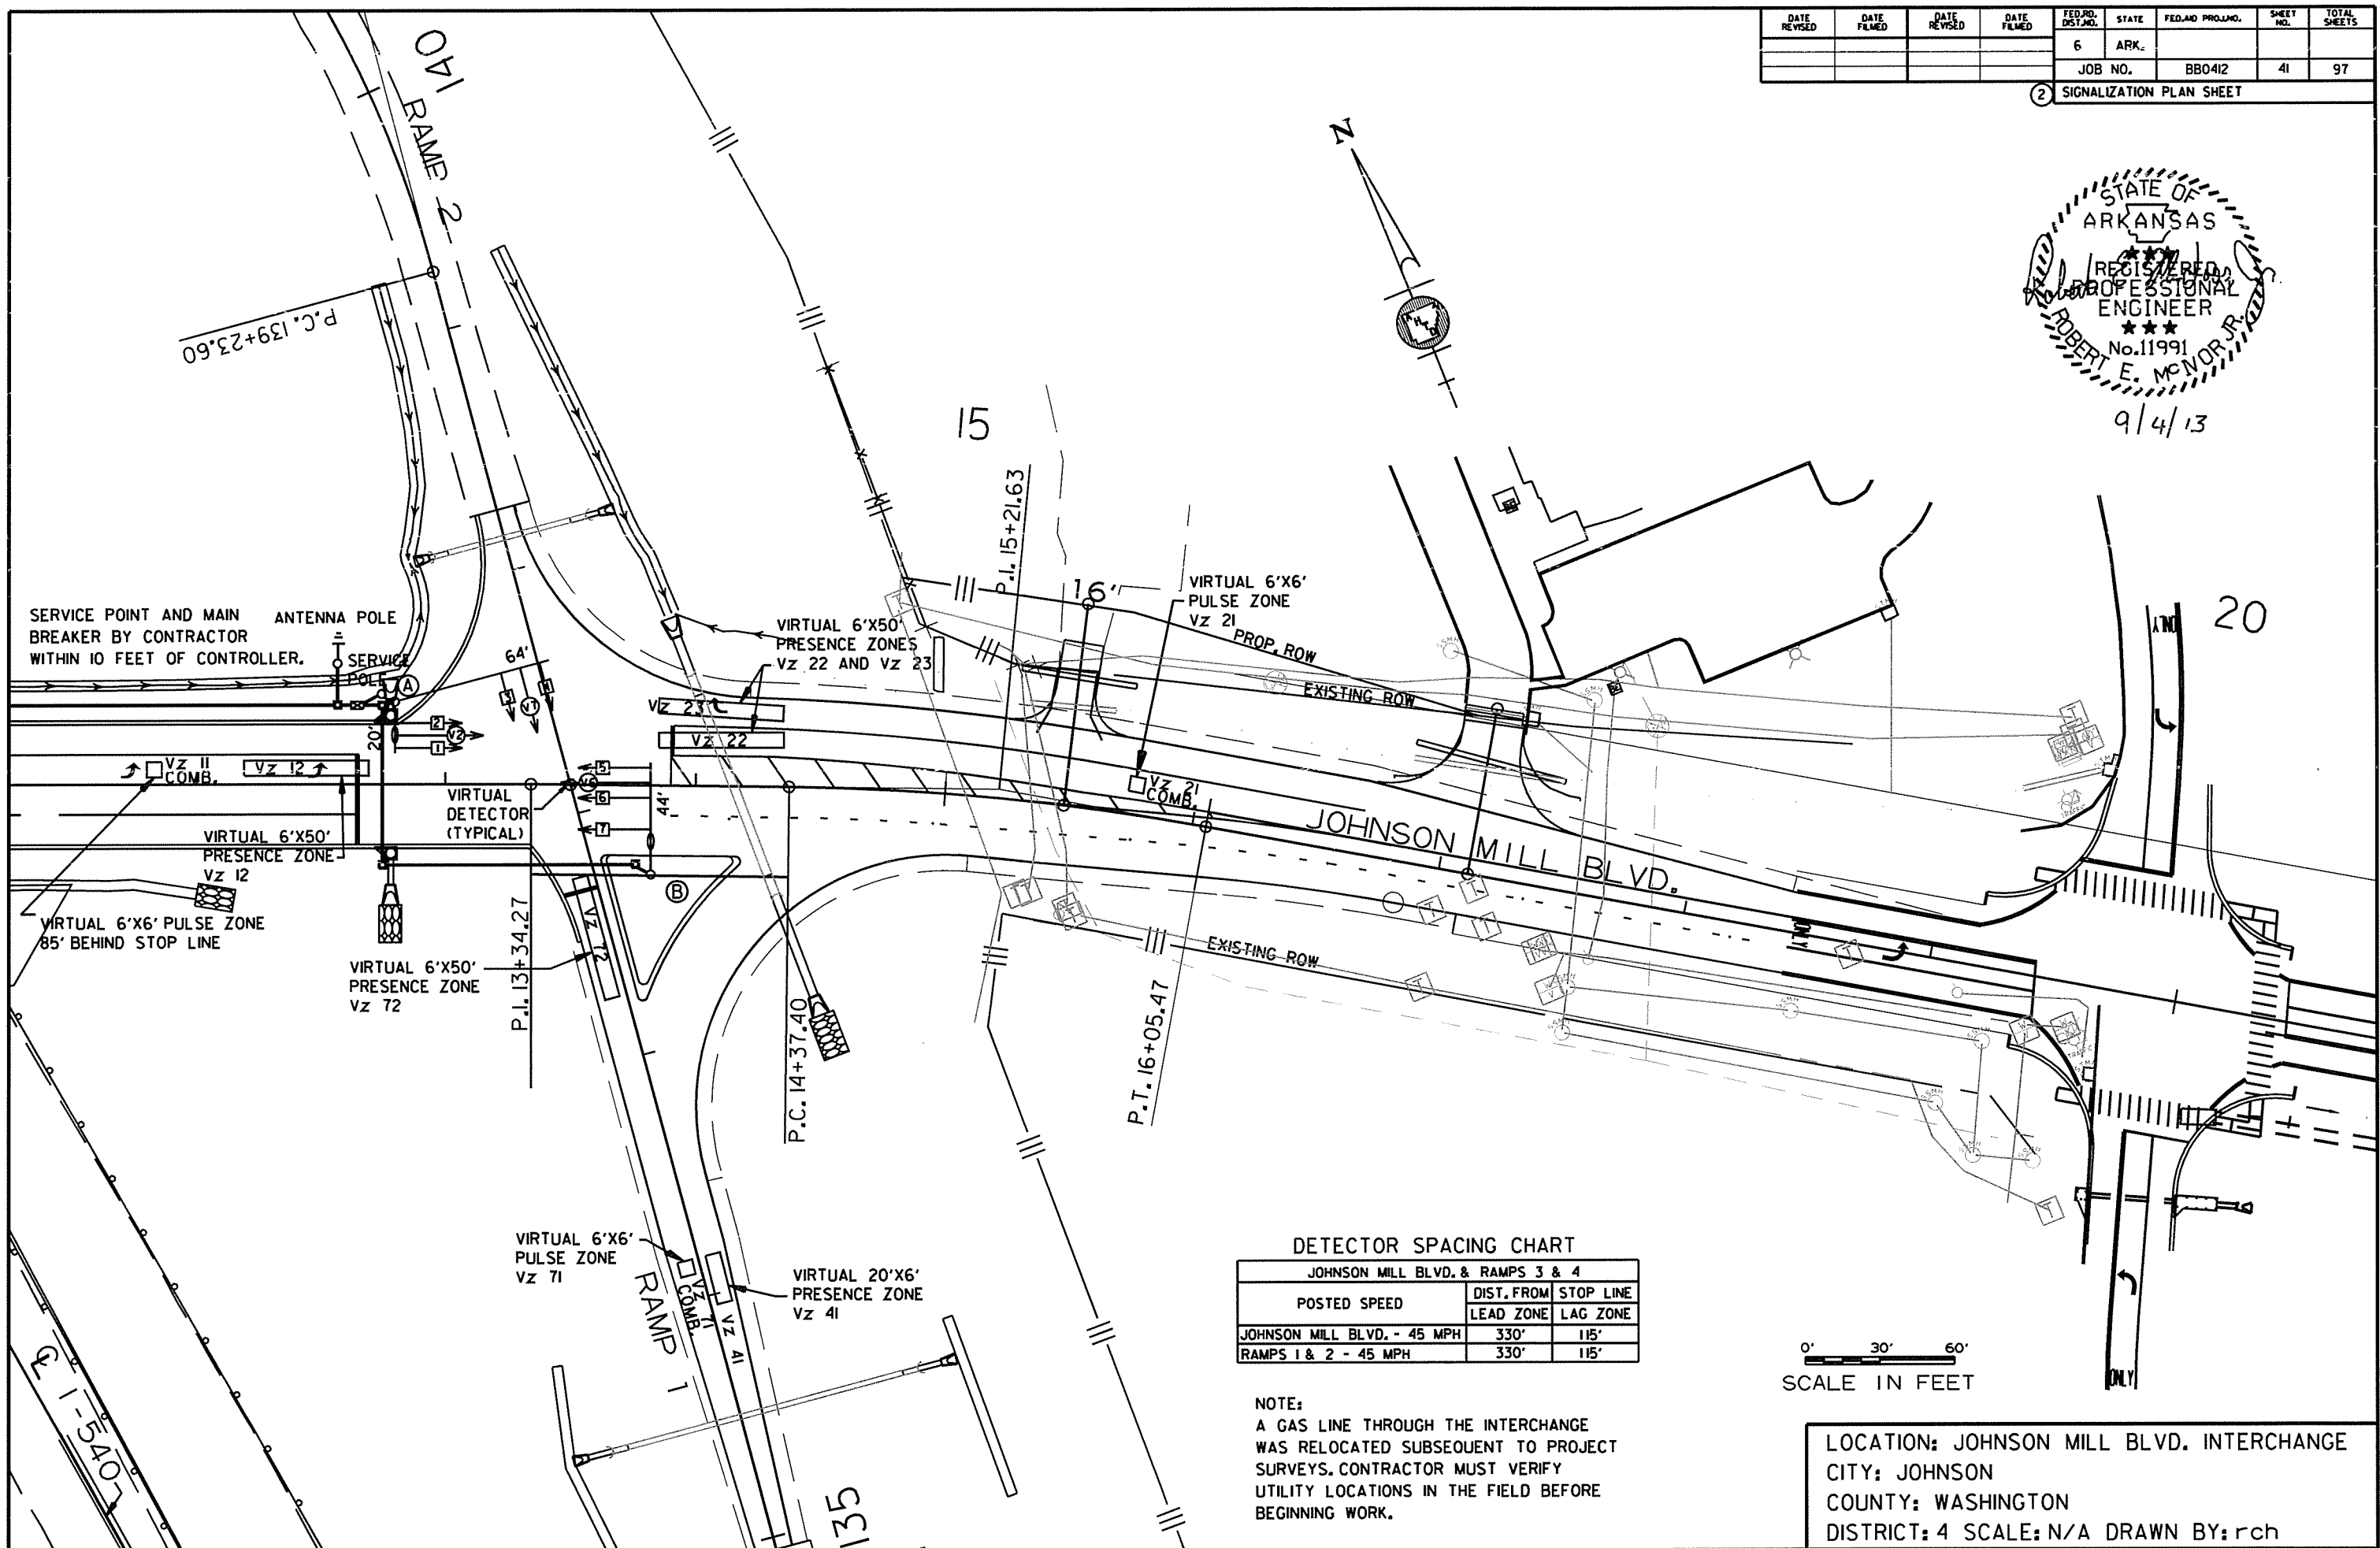 DATE REVISED
DATE FILMED
DATE REVISED
DATE FILMED
FED.RD. DIST.NO.
STATE
FED.AID PROJ.NO.
SHEET NO.
TOTAL SHEETS
6
ARK.
JOB NO.
BB0412
41
97
2
SIGNALIZATION PLAN SHEET
STATE OF
ARKANSAS
REGISTERED
PROFESSIONAL
ENGINEER
No.11991
ROBERT E. McNOR JR.
9/4/13
N
140
RAMP 2
P.C. 139+23.60
15
P.I. 15+21.63
16'
20
SERVICE POINT AND MAIN
BREAKER BY CONTRACTOR
WITHIN 10 FEET OF CONTROLLER.
ANTENNA POLE
SERVICE
POLE
A
64'
3
V7
4
2
V2
1
20'
VIRTUAL 6'X50'
PRESENCE ZONES
Vz 22 AND Vz 23
VIRTUAL 6'X6'
PULSE ZONE
Vz 21
PROP. ROW
EXISTING ROW
Vz 23
Vz 22
Vz 11
COMB.
Vz 12
5
V6
6
7
44'
VIRTUAL
DETECTOR
(TYPICAL)
Vz 21
COMB.
JOHNSON MILL BLVD.
VIRTUAL 6'X50'
PRESENCE ZONE
Vz 12
VIRTUAL 6'X6' PULSE ZONE
85' BEHIND STOP LINE
VIRTUAL 6'X50'
PRESENCE ZONE
Vz 72
Vz 72
B
P.I. 13+34.27
P.C. 14+37.40
P.T. 16+05.47
EXISTING ROW
ONLY
ONLY
ONLY
VIRTUAL 6'X6'
PULSE ZONE
Vz 71
Vz 71
COMB.
Vz 41
VIRTUAL 20'X6'
PRESENCE ZONE
Vz 41
RAMP 1
135
℄ I-540
DETECTOR SPACING CHART
JOHNSON MILL BLVD. & RAMPS 3 & 4
POSTED SPEED
DIST. FROM STOP LINE
LEAD ZONE LAG ZONE
JOHNSON MILL BLVD. - 45 MPH 330' 115'
RAMPS 1 & 2 - 45 MPH 330' 115'
NOTE:
A GAS LINE THROUGH THE INTERCHANGE
WAS RELOCATED SUBSEQUENT TO PROJECT
SURVEYS. CONTRACTOR MUST VERIFY
UTILITY LOCATIONS IN THE FIELD BEFORE
BEGINNING WORK.
0' 30' 60'
SCALE IN FEET
LOCATION: JOHNSON MILL BLVD. INTERCHANGE
CITY: JOHNSON
COUNTY: WASHINGTON
DISTRICT: 4 SCALE: N/A DRAWN BY: rch